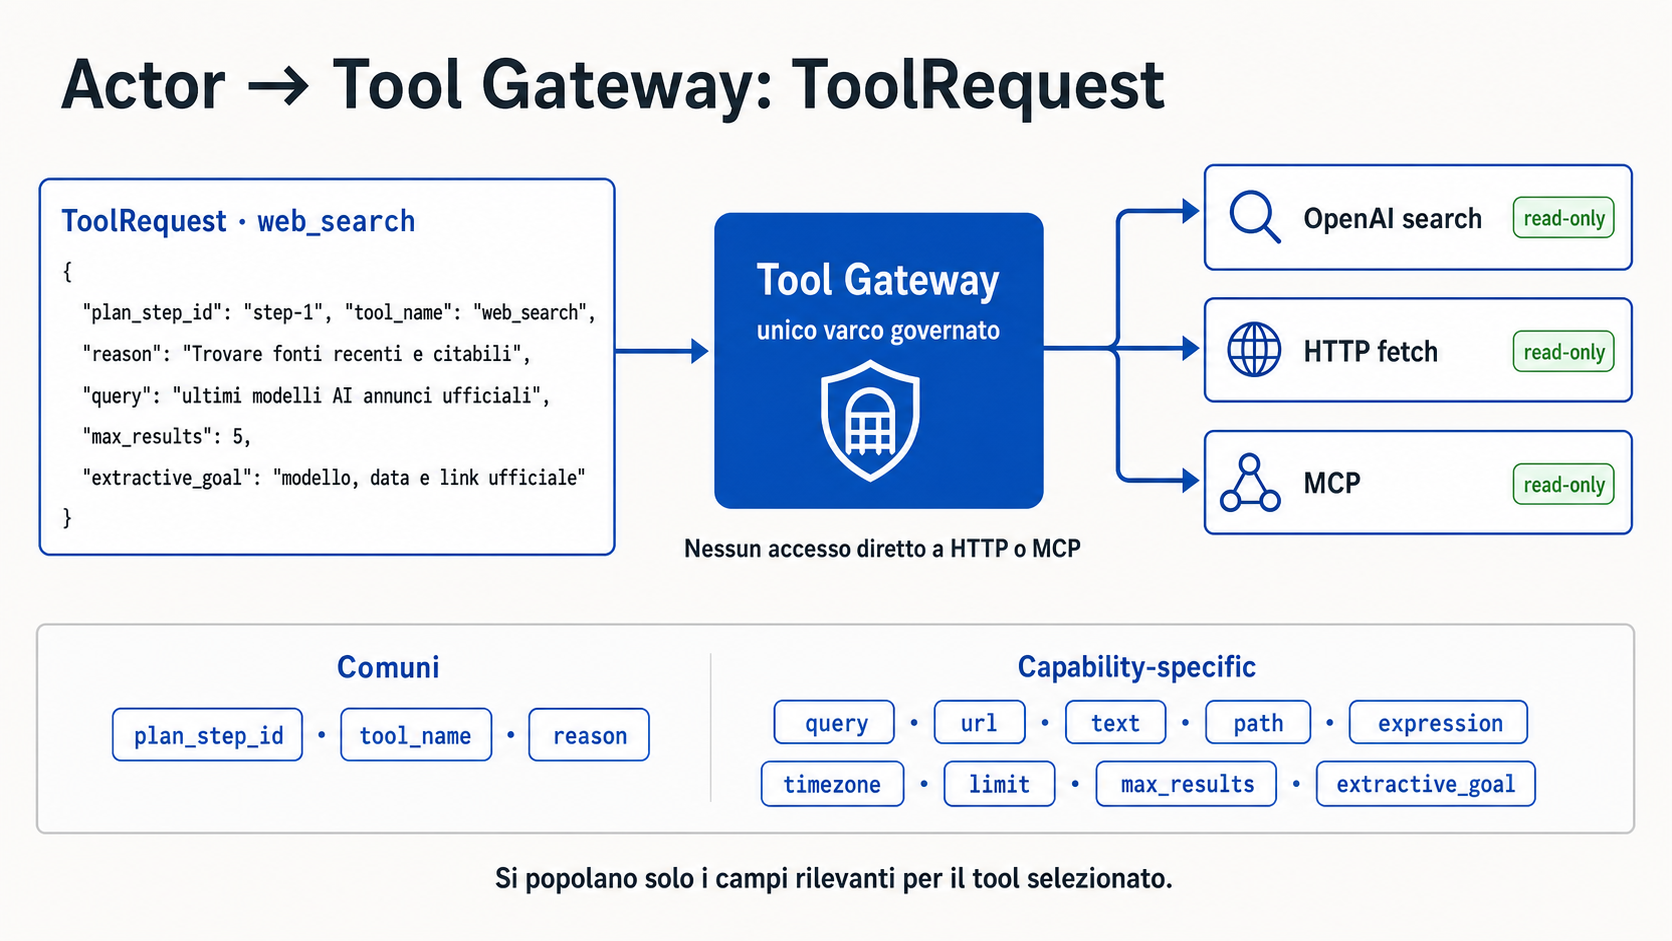 Actor → Tool Gateway: ToolRequest
ToolRequest · web_search
{
"plan_step_id": "step-1", "tool_name": "web_search",
"reason": "Trovare fonti recenti e citabili",
"query": "ultimi modelli AI annunci ufficiali",
"max_results": 5,
"extractive_goal": "modello, data e link ufficiale"
}
Tool Gateway
unico varco governato
Nessun accesso diretto a HTTP o MCP
OpenAI search read-only
HTTP fetch read-only
MCP read-only
Comuni
plan_step_id • tool_name • reason
Capability-specific
query • url • text • path • expression
timezone • limit • max_results • extractive_goal
Si popolano solo i campi rilevanti per il tool selezionato.